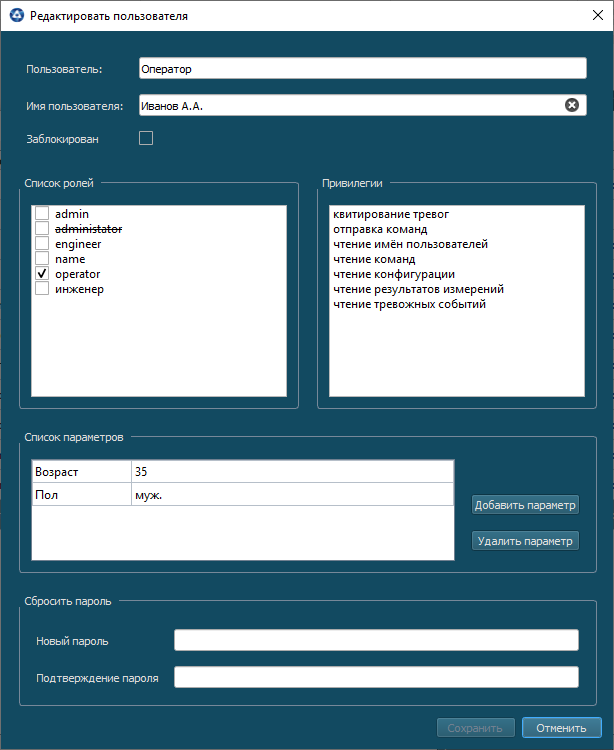 Редактировать пользователя
Пользователь: Оператор
Имя пользователя: Иванов А.А.
Заблокирован
Список ролей
admin
administator
engineer
name
operator
инженер
Привилегии
квитирование тревог
отправка команд
чтение имён пользователей
чтение команд
чтение конфигурации
чтение результатов измерений
чтение тревожных событий
Список параметров
Возраст 35
Пол муж.
Добавить параметр
Удалить параметр
Сбросить пароль
Новый пароль
Подтверждение пароля
Сохранить Отменить